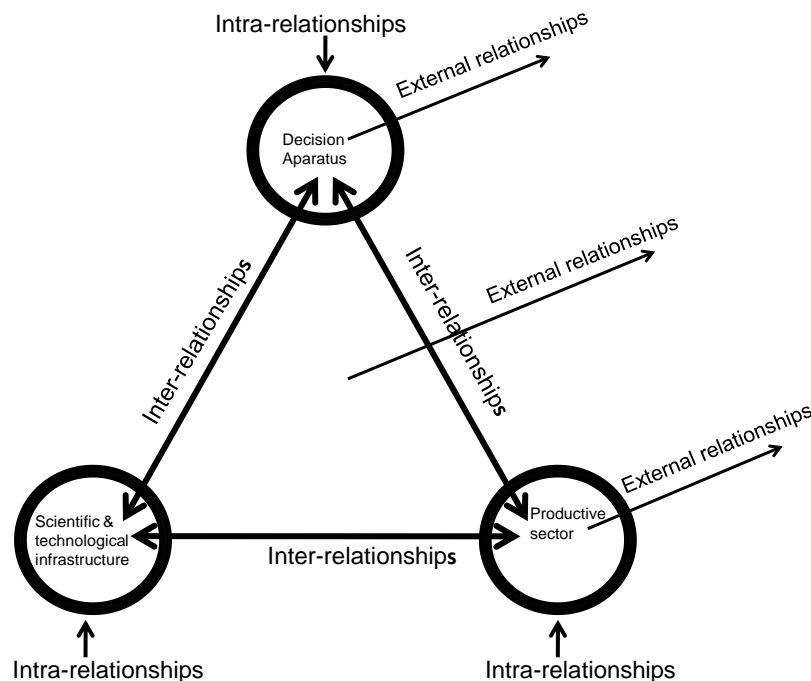 Intra-relationships
External relationships
Decision
Aparatus
External relationships
Inter-relationships
Inter-relationships
External relationships
Scientific &
technological
infrastructure
Productive
sector
Inter-relationships
Intra-relationships
Intra-relationships